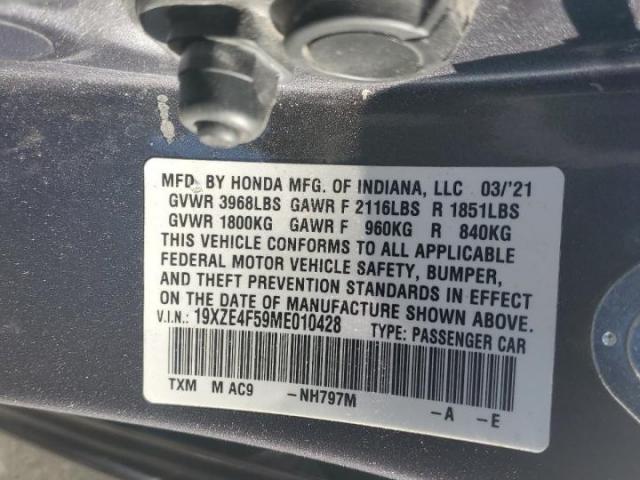 MFD. BY HONDA MFG. OF INDIANA, LLC 03/'21
GVWR 3968LBS GAWR F 2116LBS R 1851LBS
GVWR 1800KG GAWR F 960KG R 840KG
THIS VEHICLE CONFORMS TO ALL APPLICABLE
FEDERAL MOTOR VEHICLE SAFETY, BUMPER,
AND THEFT PREVENTION STANDARDS IN EFFECT
ON THE DATE OF MANUFACTURE SHOWN ABOVE.
V.I.N.: 19XZE4F59ME010428 TYPE: PASSENGER CAR
TXM M AC9 -NH797M -A -E